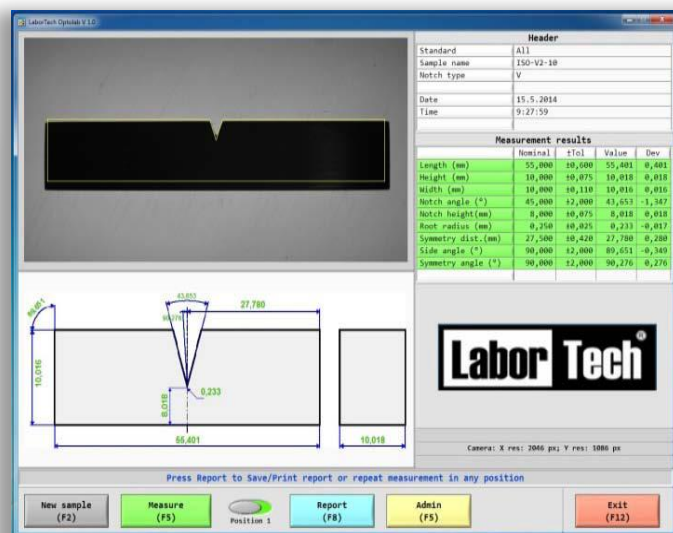 LaborTech Optolab V 1.0
Header
Standard All
Sample name ISO-V2-10
Notch type V
Date 15.5.2014
Time 9:27:59
Measurement results
Nominal ±Tol Value Dev
Length (mm) 55,000 ±0,600 55,401 0,401
Height (mm) 10,000 ±0,075 10,018 0,018
Width (mm) 10,000 ±0,110 10,016 0,016
Notch angle (°) 45,000 ±2,000 43,653 -1,347
Notch height(mm) 8,000 ±0,075 8,018 0,018
Root radius (mm) 0,250 ±0,025 0,233 -0,017
Symmetry dist.(mm) 27,500 ±0,420 27,780 0,280
Side angle (°) 90,000 ±2,000 89,651 -0,349
Symmetry angle (°) 90,000 ±2,000 90,276 0,276
43,653
89,651
90,276
27,780
10,016
8,018
0,233
55,401
10,018
Labor Tech®
Camera: X res: 2046 px; Y res: 1086 px
Press Report to Save/Print report or repeat measurement in any position
New sample
(F2)
Measure
(F5)
Position 1
Report
(F8)
Admin
(F5)
Exit
(F12)